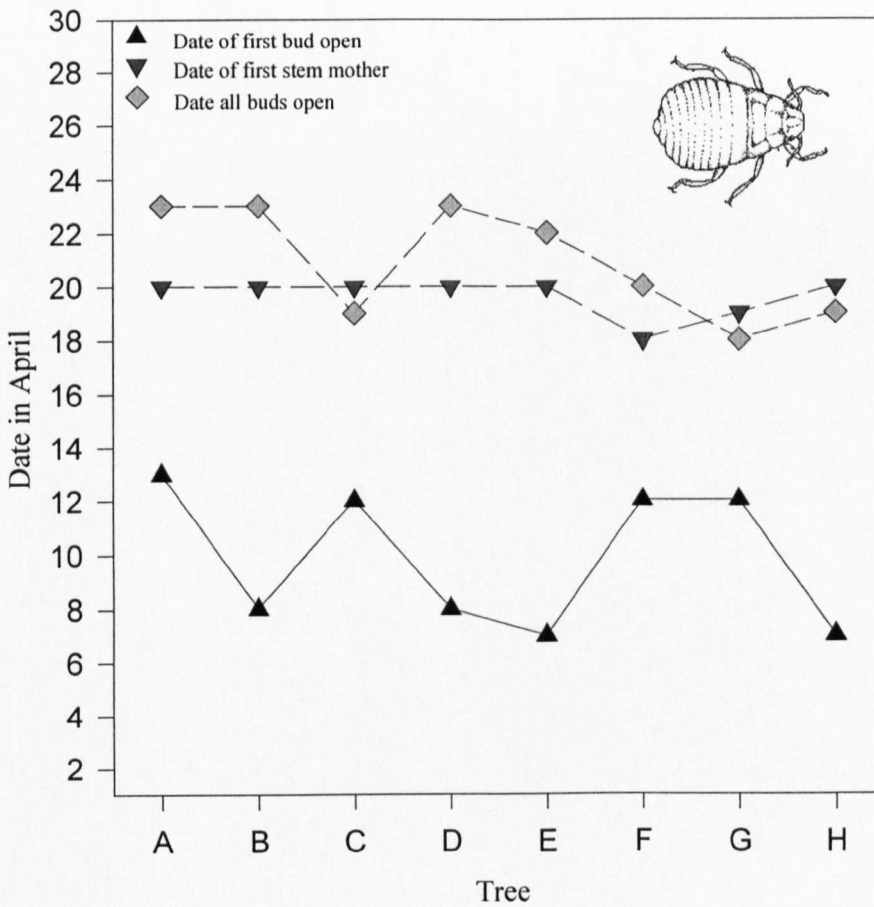 Date of first bud open
Date of first stem mother
Date all buds open
30
28
26
24
22
20
18
16
14
12
10
8
6
4
2
Date in April
A B C D E F G H
Tree